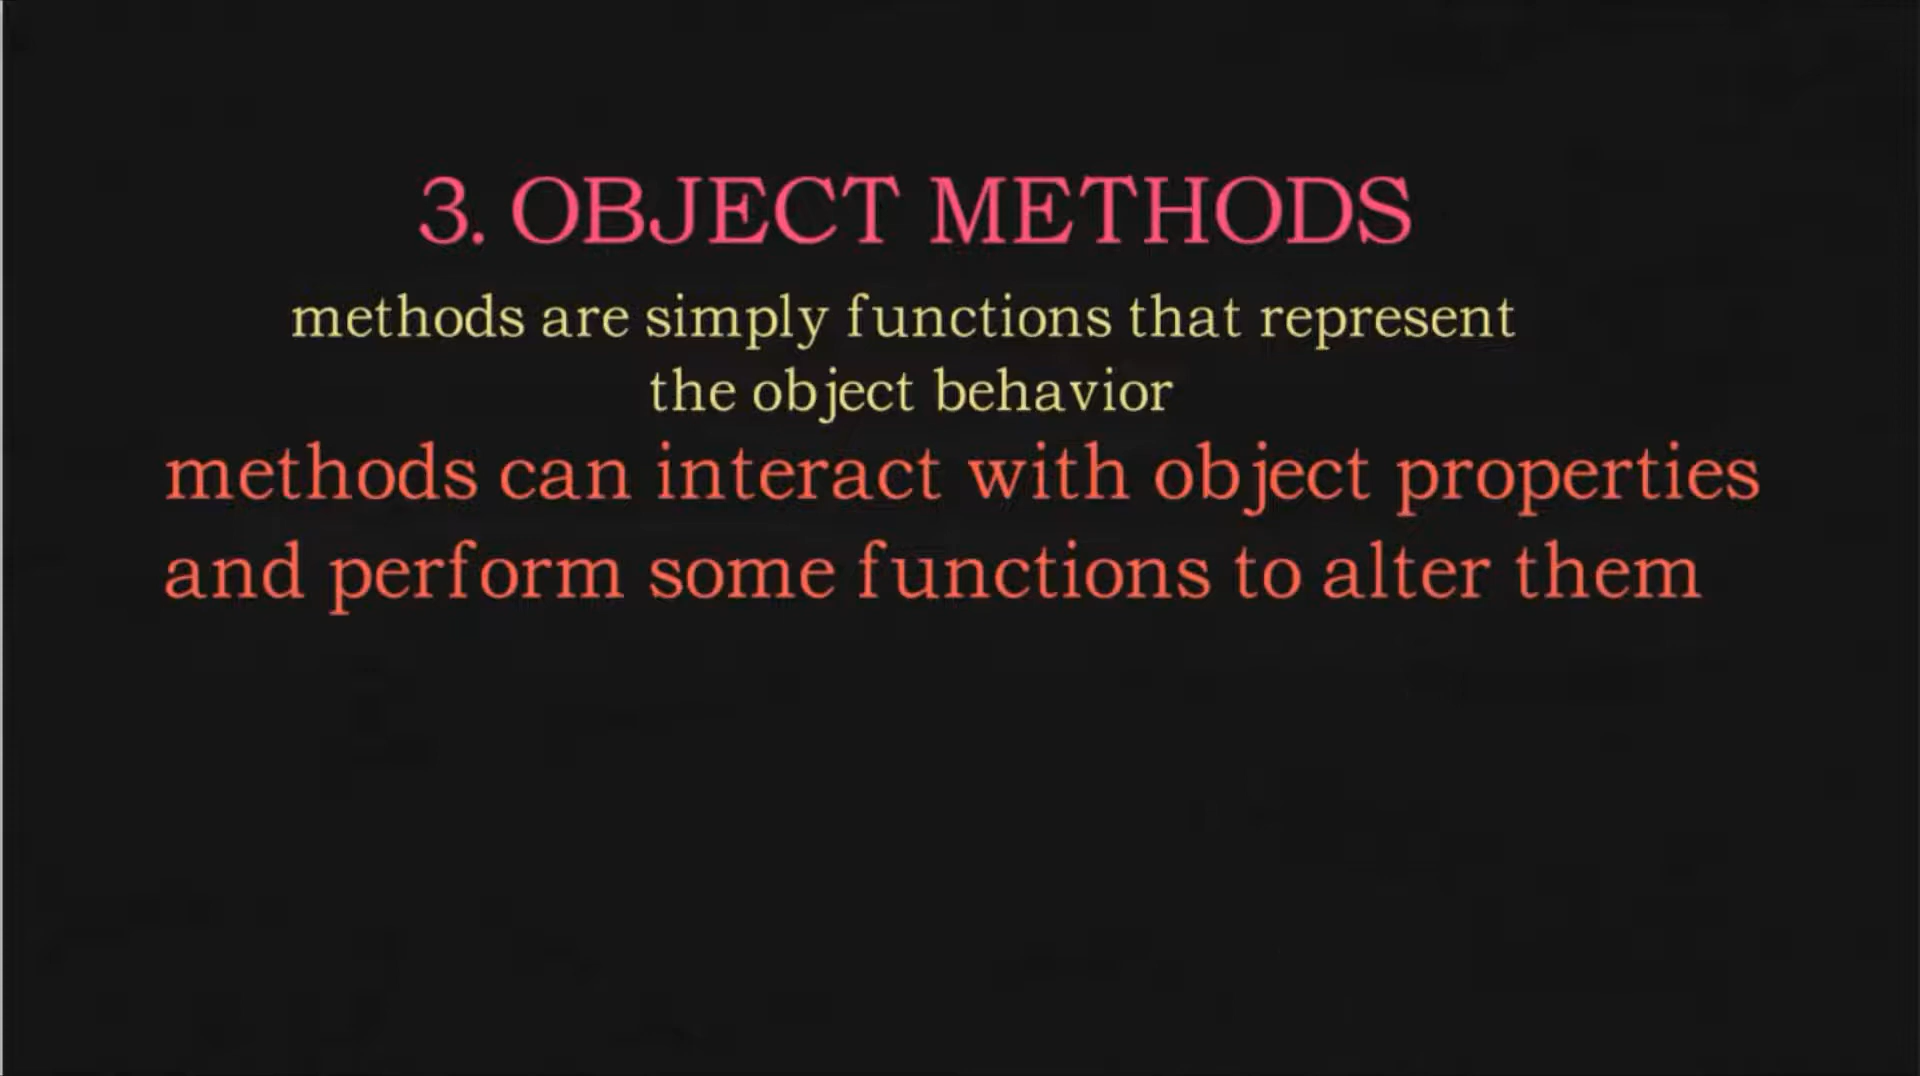 3. OBJECT METHODS
methods are simply functions that represent
the object behavior
methods can interact with object properties
and perform some functions to alter them